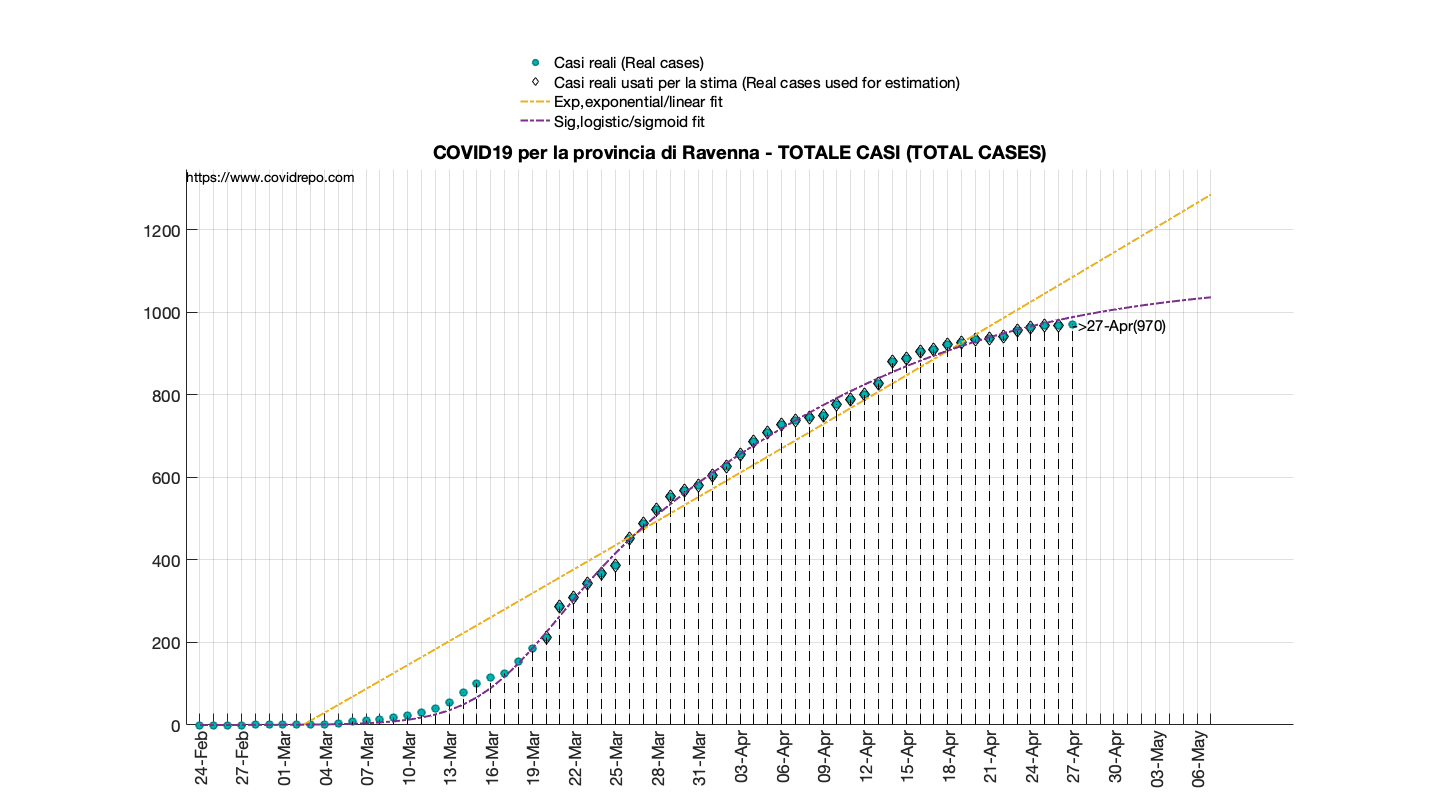 Casi reali (Real cases)
Casi reali usati per la stima (Real cases used for estimation)
Exp,exponential/linear fit
Sig,logistic/sigmoid fit
COVID19 per la provincia di Ravenna - TOTALE CASI (TOTAL CASES)
https://www.covidrepo.com
1200
1000
800
600
400
200
0
>27-Apr(970)
24-Feb
27-Feb
01-Mar
04-Mar
07-Mar
10-Mar
13-Mar
16-Mar
19-Mar
22-Mar
25-Mar
28-Mar
31-Mar
03-Apr
06-Apr
09-Apr
12-Apr
15-Apr
18-Apr
21-Apr
24-Apr
27-Apr
30-Apr
03-May
06-May